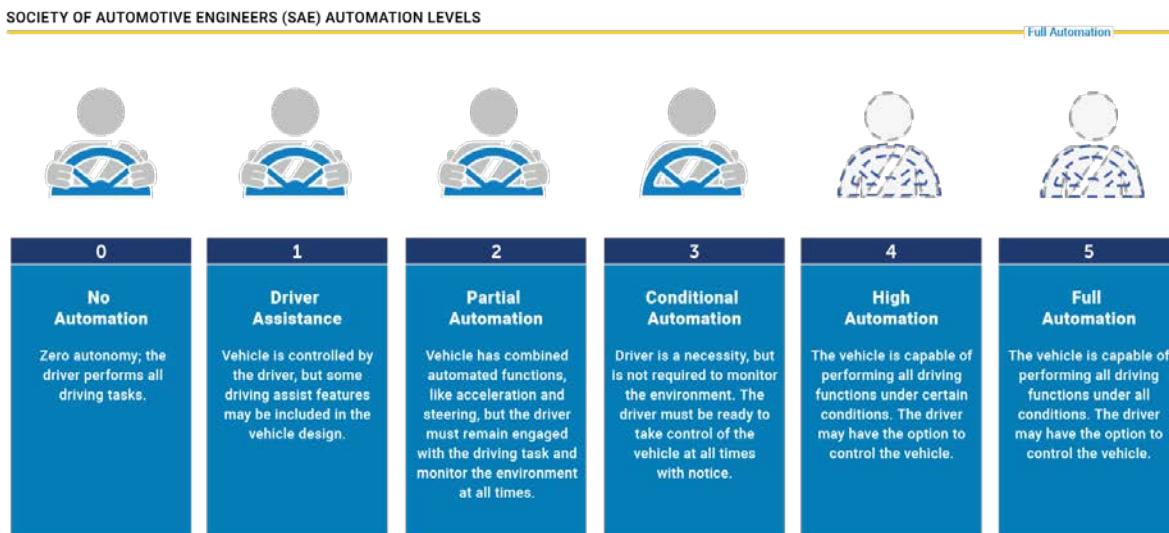 SOCIETY OF AUTOMOTIVE ENGINEERS (SAE) AUTOMATION LEVELS
Full Automation
0
No
Automation
Zero autonomy; the
driver performs all
driving tasks.
1
Driver
Assistance
Vehicle is controlled by
the driver, but some
driving assist features
may be included in the
vehicle design.
2
Partial
Automation
Vehicle has combined
automated functions,
like acceleration and
steering, but the driver
must remain engaged
with the driving task and
monitor the environment
at all times.
3
Conditional
Automation
Driver is a necessity, but
is not required to monitor
the environment. The
driver must be ready to
take control of the
vehicle at all times
with notice.
4
High
Automation
The vehicle is capable of
performing all driving
functions under certain
conditions. The driver
may have the option to
control the vehicle.
5
Full
Automation
The vehicle is capable of
performing all driving
functions under all
conditions. The driver
may have the option to
control the vehicle.